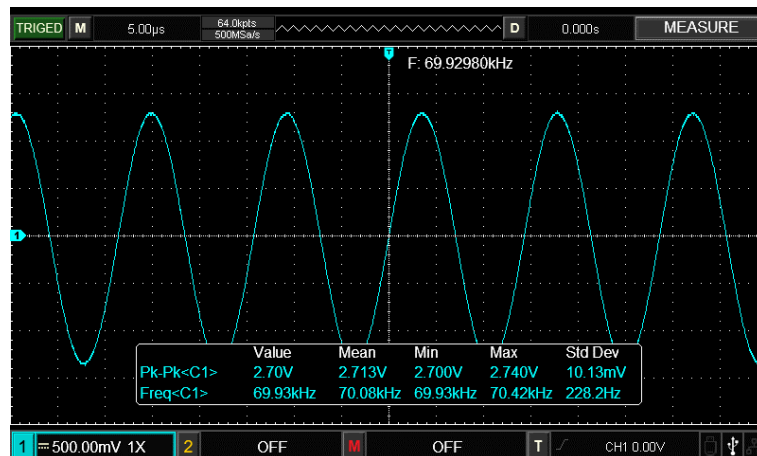 TRIGED M 5.00µs 64.0kpts 500MSa/s D 0.000s MEASURE
T
F: 69.92980kHz
1
Value Mean Min Max Std Dev
Pk-Pk<C1> 2.70V 2.713V 2.700V 2.740V 10.13mV
Freq<C1> 69.93kHz 70.08kHz 69.93kHz 70.42kHz 228.2Hz
1 500.00mV 1X 2 OFF M OFF T CH1 0.00V